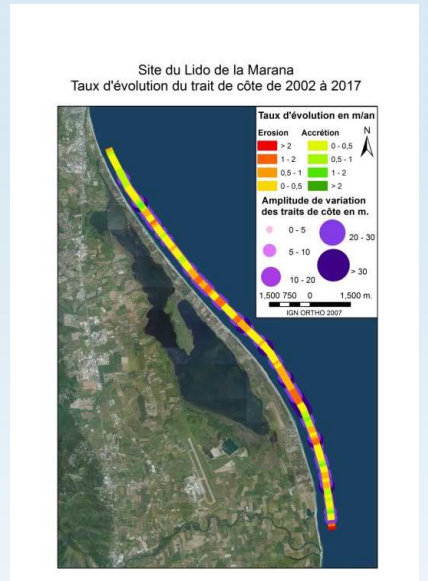 Site du Lido de la Marana
Taux d'évolution du trait de côte de 2002 à 2017
Taux d'évolution en m/an
Erosion Accrétion N
> 2 0 - 0,5
1 - 2 0,5 - 1
0,5 - 1 1 - 2
0 - 0,5 > 2
Amplitude de variation
des traits de côte en m.
0 - 5 20 - 30
5 - 10
10 - 20 > 30
1,500 750 0 1,500 m.
IGN ORTHO 2007